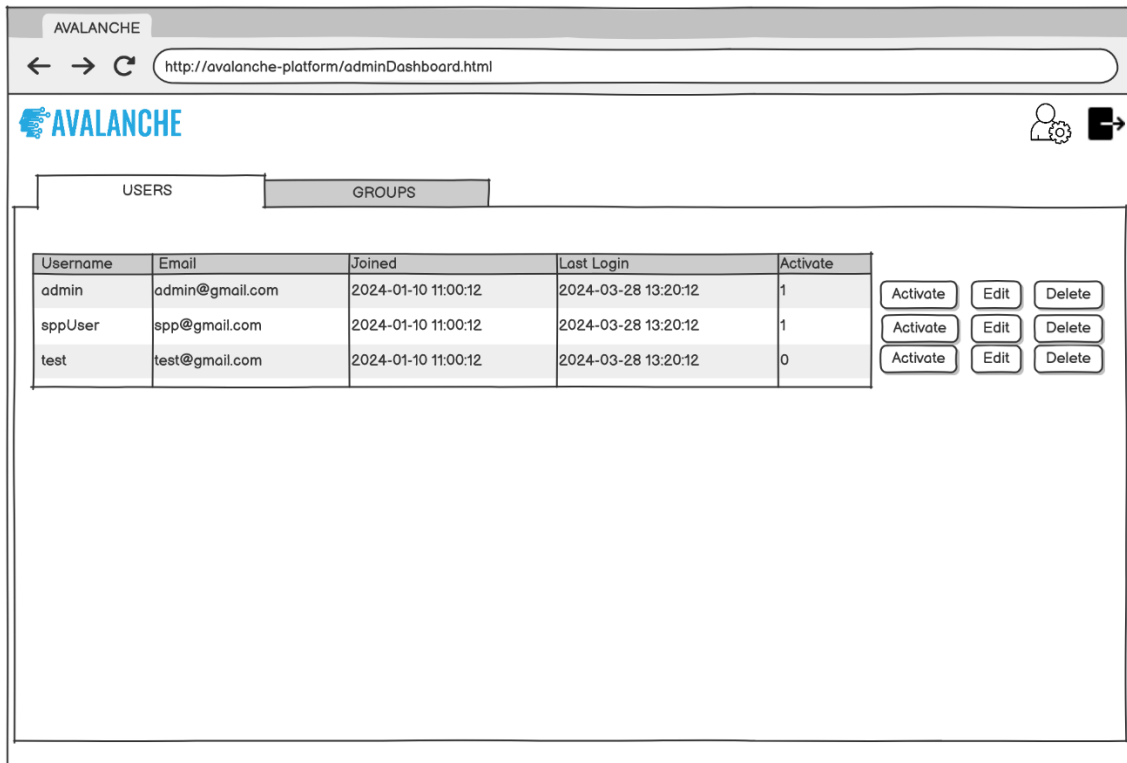 AVALANCHE
http://avalanche-platform/adminDashboard.html
AVALANCHE
USERS GROUPS
Username Email Joined Last Login Activate
admin admin@gmail.com 2024-01-10 11:00:12 2024-03-28 13:20:12 1 Activate Edit Delete
sppUser spp@gmail.com 2024-01-10 11:00:12 2024-03-28 13:20:12 1 Activate Edit Delete
test test@gmail.com 2024-01-10 11:00:12 2024-03-28 13:20:12 0 Activate Edit Delete